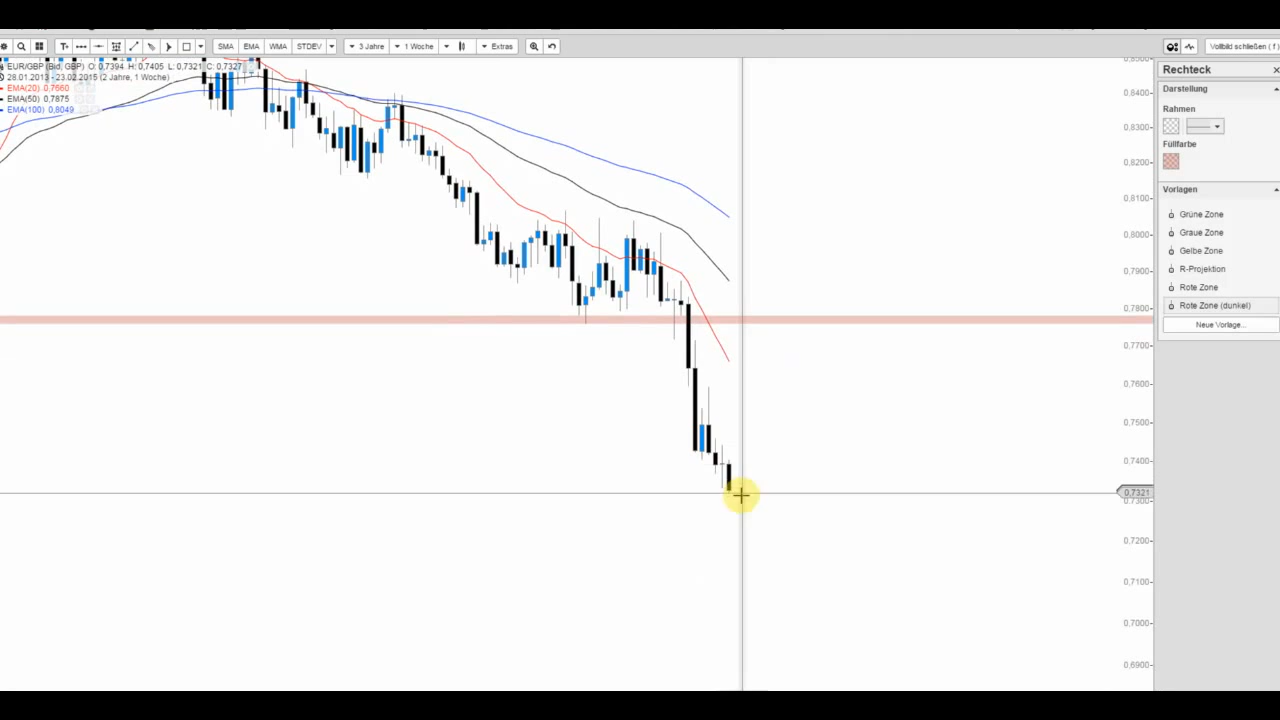 T
SMA EMA WMA STDEV 3 Jahre 1 Woche Extras Vollbild schließen ( f )
EUR/GBP (Bid, GBP) O: 0,7394 H: 0,7405 L: 0,7321 C: 0,7327
28.01.2013 - 23.02.2015 (2 Jahre, 1 Woche)
EMA(20) 0,7660
EMA(50) 0,7875
EMA(100) 0,8049
0,8400
0,8300
0,8200
0,8100
0,8000
0,7900
0,7800
0,7700
0,7600
0,7500
0,7400
0,7321
0,7300
0,7200
0,7100
0,7000
0,6900
Rechteck
Darstellung
Rahmen
Füllfarbe
Vorlagen
Grüne Zone
Graue Zone
Gelbe Zone
R-Projektion
Rote Zone
Rote Zone (dunkel)
Neue Vorlage...